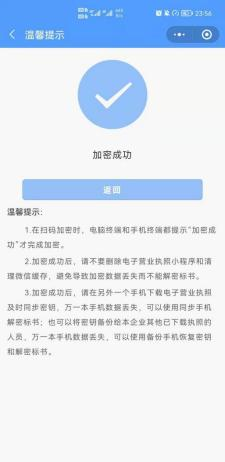 23:56
温馨提示
加密成功
返回
温馨提示：
1.在扫码加密时，电脑终端和手机终端都提示“加密成
功”才完成加密。
2.加密成功后，请不要删除电子营业执照小程序和清
理微信缓存，避免导致加密数据丢失而不能解密标书。
3.加密成功后，请在另外一个手机下载电子营业执照
及时同步密钥，万一本手机数据丢失，可以使用同步手机
解密标书；也可以将密钥备份给本企业其他已下载执照的
人员，万一本手机数据丢失，可以使用备份手机恢复密钥
和解密标书。